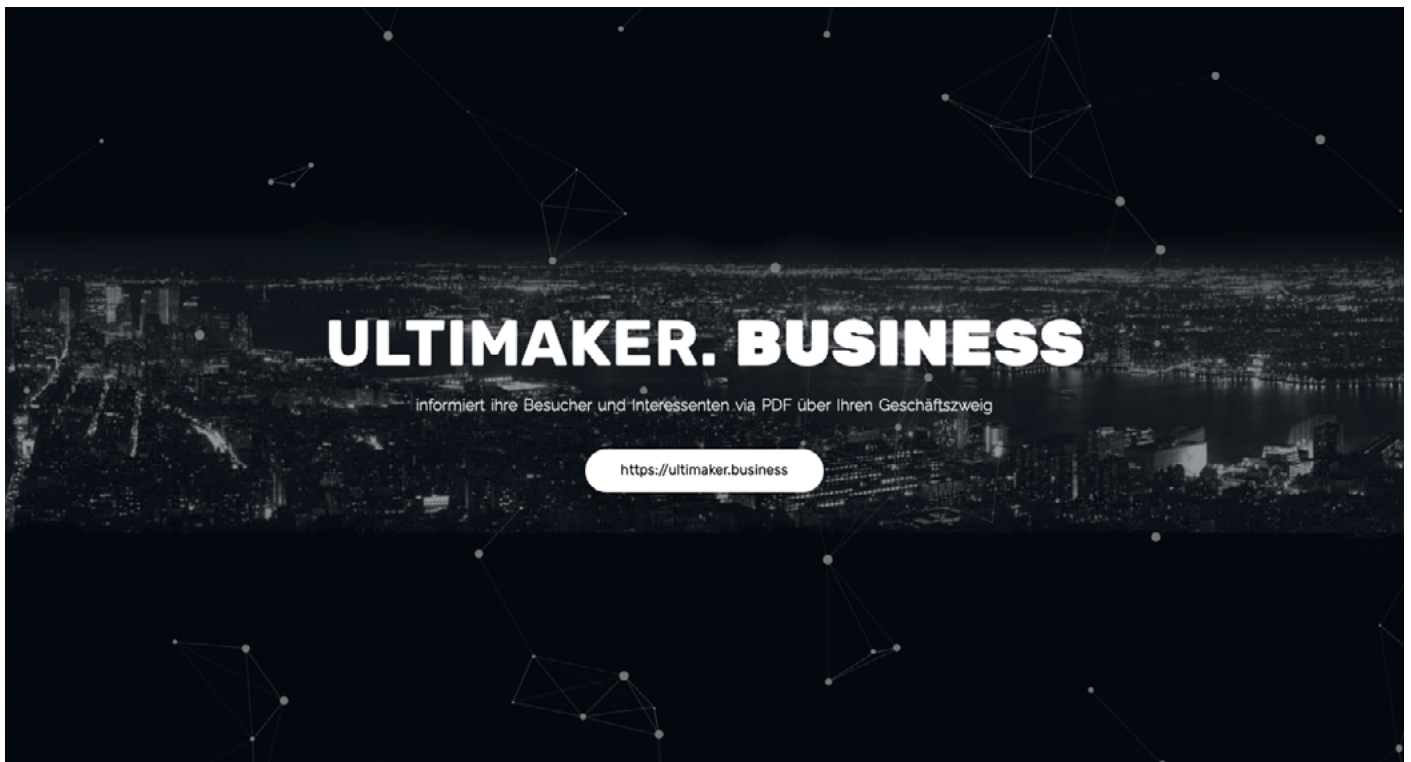 ULTIMAKER. BUSINESS
informiert ihre Besucher und Interessenten via PDF über Ihren Geschäftszweig
https://ultimaker.business